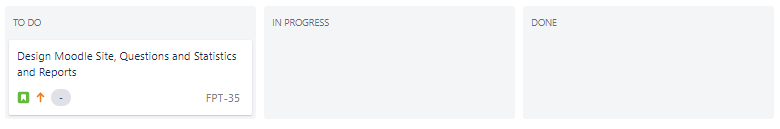 TO DO
IN PROGRESS
DONE
Design Moodle Site, Questions and Statistics
and Reports
-
FPT-35